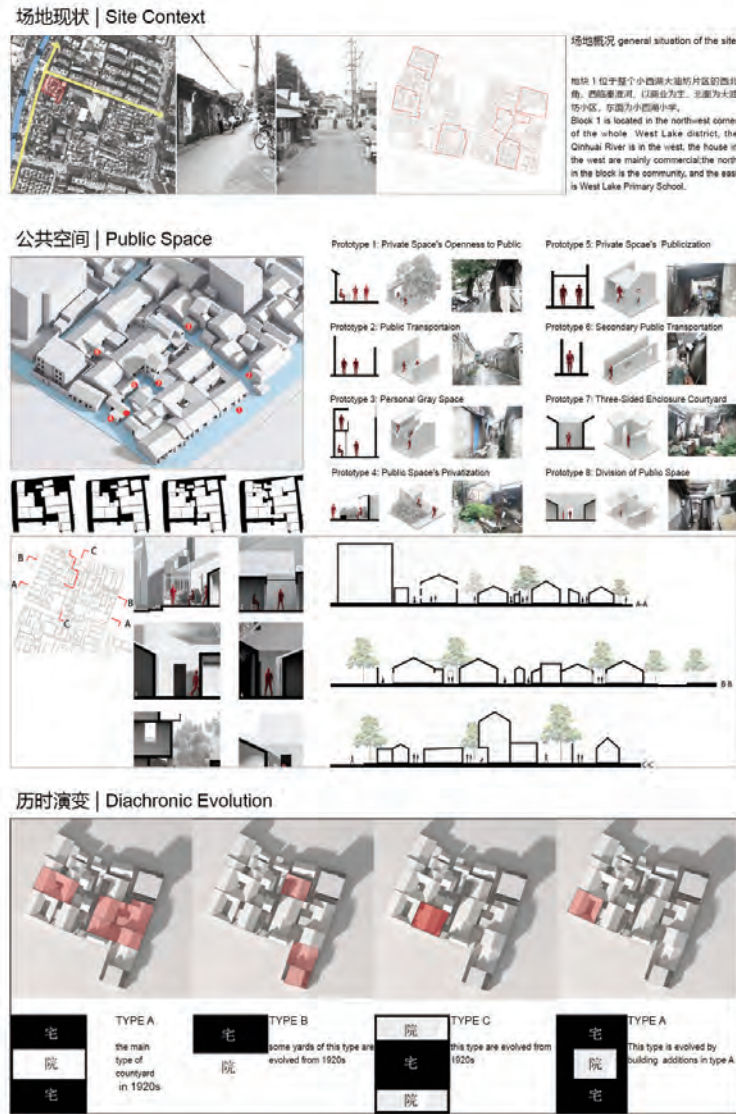 场地现状 | Site Context
场地概况 general situation of the site
地块 1 位于整个小西湖大油坊片区的西北
角，西临秦淮河，以商业为主，北面为大油
坊小区，东面为小西湖小学。
Block 1 is located in the northwest corner
of the whole West Lake district, the
Qinhuai River is in the west, the house in
the west are mainly commercial;the north
in the block is the community, and the east
is West Lake Primary School.
公共空间 | Public Space
Prototype 1: Private Space's Openness to Public
Prototype 5: Private Spcae's Publicization
Prototype 2: Public Transportaion
Prototype 6: Secondary Public Transportation
Prototype 3: Personal Gray Space
Prototype 7: Three-Sided Enclosure Courtyard
Prototype 4: Public Space's Privatization
Prototype 8: Division of Public Space
B
C
A
B
C
A
A-A
B-B
C-C
历时演变 | Diachronic Evolution
宅
院
宅
TYPE A
the main
type of
countyard
in 1920s
宅
院
TYPE B
some yards of this type are
evolved from 1920s
院
宅
院
TYPE C
this type are evolved from
1920s
宅
院
宅
TYPE A
This type is evolved by
building additions in type A